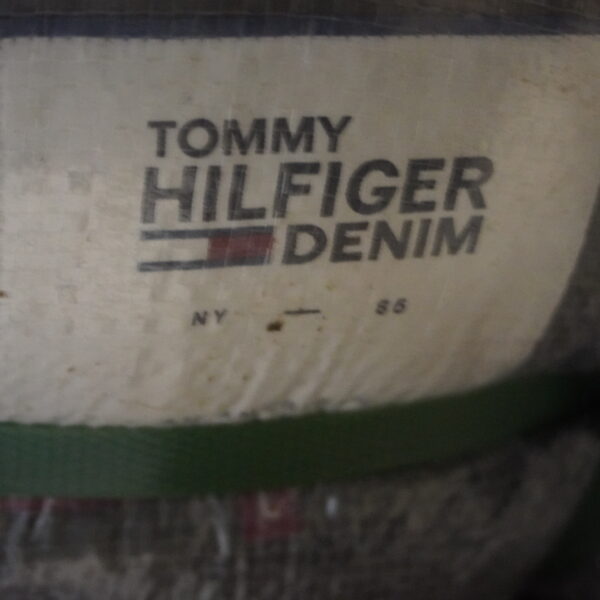 TOMMY
HILFIGER
DENIM
NY — 85